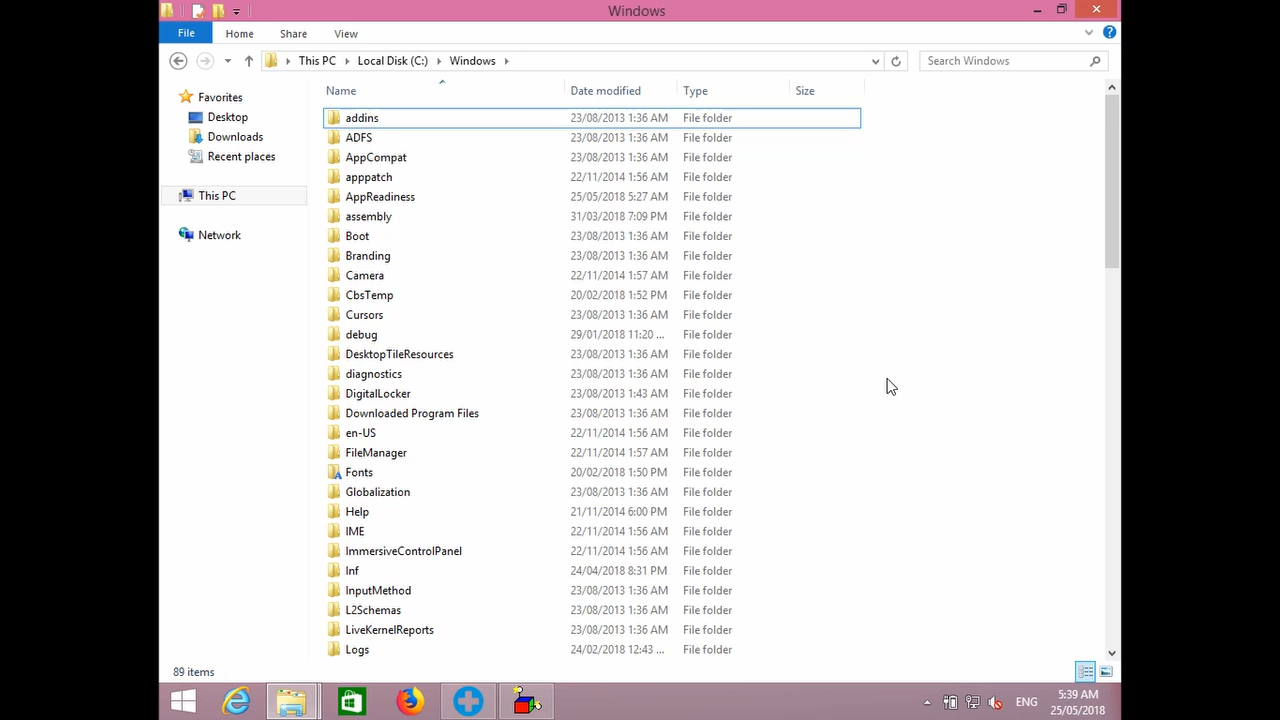 Windows
File Home Share View
This PC Local Disk (C:) Windows
Search Windows
Name Date modified Type Size
Favorites
Desktop
Downloads
Recent places
This PC
Network
addins 23/08/2013 1:36 AM File folder
ADFS 23/08/2013 1:36 AM File folder
AppCompat 23/08/2013 1:36 AM File folder
apppatch 22/11/2014 1:56 AM File folder
AppReadiness 25/05/2018 5:27 AM File folder
assembly 31/03/2018 7:09 PM File folder
Boot 23/08/2013 1:36 AM File folder
Branding 23/08/2013 1:36 AM File folder
Camera 22/11/2014 1:57 AM File folder
CbsTemp 20/02/2018 1:52 PM File folder
Cursors 23/08/2013 1:36 AM File folder
debug 29/01/2018 11:20 ... File folder
DesktopTileResources 23/08/2013 1:36 AM File folder
diagnostics 23/08/2013 1:36 AM File folder
DigitalLocker 23/08/2013 1:43 AM File folder
Downloaded Program Files 23/08/2013 1:36 AM File folder
en-US 22/11/2014 1:56 AM File folder
FileManager 22/11/2014 1:57 AM File folder
Fonts 20/02/2018 1:50 PM File folder
Globalization 23/08/2013 1:36 AM File folder
Help 21/11/2014 6:00 PM File folder
IME 22/11/2014 1:56 AM File folder
ImmersiveControlPanel 22/11/2014 1:56 AM File folder
Inf 24/04/2018 8:31 PM File folder
InputMethod 23/08/2013 1:36 AM File folder
L2Schemas 23/08/2013 1:36 AM File folder
LiveKernelReports 23/08/2013 1:36 AM File folder
Logs 24/02/2018 12:43 ... File folder
89 items
ENG
5:39 AM
25/05/2018